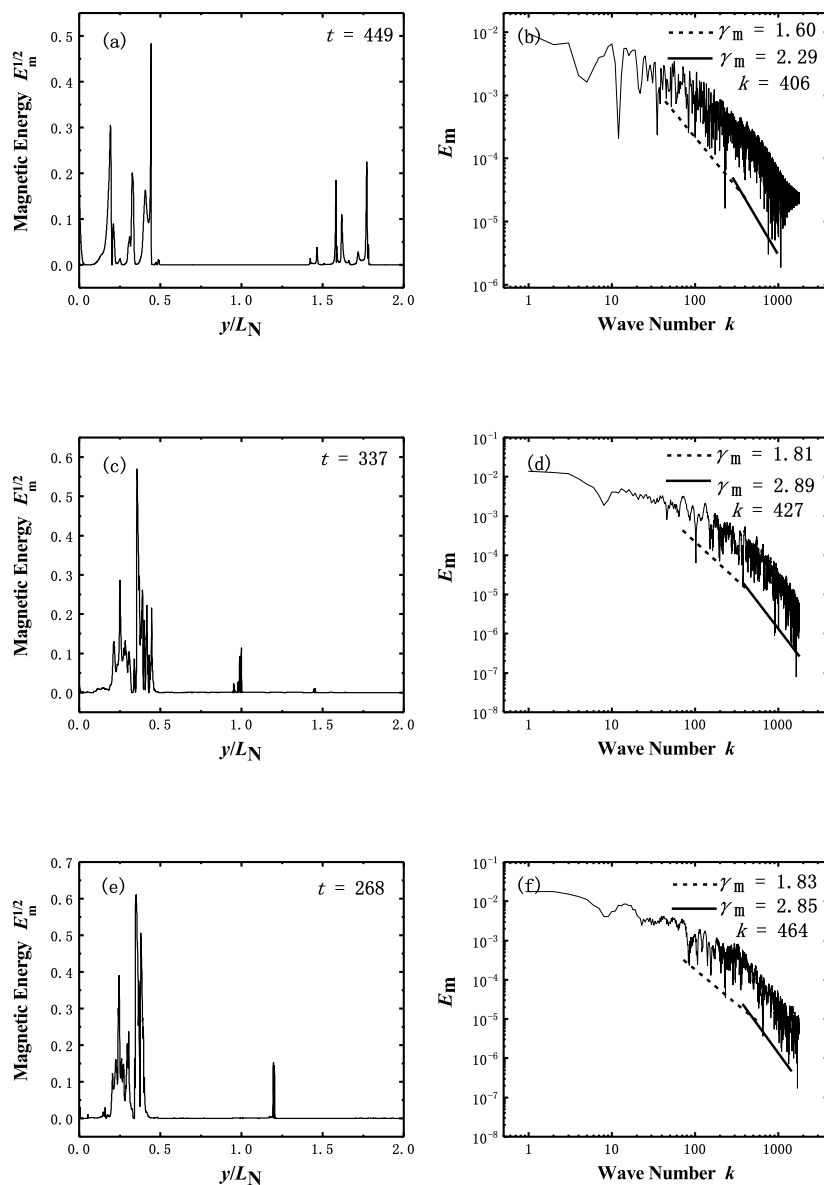 (a)
t = 449
Magnetic Energy E_m^1/2
0.5
0.4
0.3
0.2
0.1
0.0
0.0 0.5 1.0 1.5 2.0
y/L_N
(b)
γ_m = 1.60
γ_m = 2.29
k = 406
E_m
10^-2
10^-3
10^-4
10^-5
10^-6
1 10 100 1000
Wave Number k
(c)
t = 337
Magnetic Energy E_m^1/2
0.6
0.5
0.4
0.3
0.2
0.1
0.0
0.0 0.5 1.0 1.5 2.0
y/L_N
(d)
γ_m = 1.81
γ_m = 2.89
k = 427
E_m
10^-1
10^-2
10^-3
10^-4
10^-5
10^-6
10^-7
10^-8
1 10 100 1000
Wave Number k
(e)
t = 268
Magnetic Energy E_m^1/2
0.7
0.6
0.5
0.4
0.3
0.2
0.1
0.0
0.0 0.5 1.0 1.5 2.0
y/L_N
(f)
γ_m = 1.83
γ_m = 2.85
k = 464
E_m
10^-1
10^-2
10^-3
10^-4
10^-5
10^-6
10^-7
10^-8
1 10 100 1000
Wave Number k